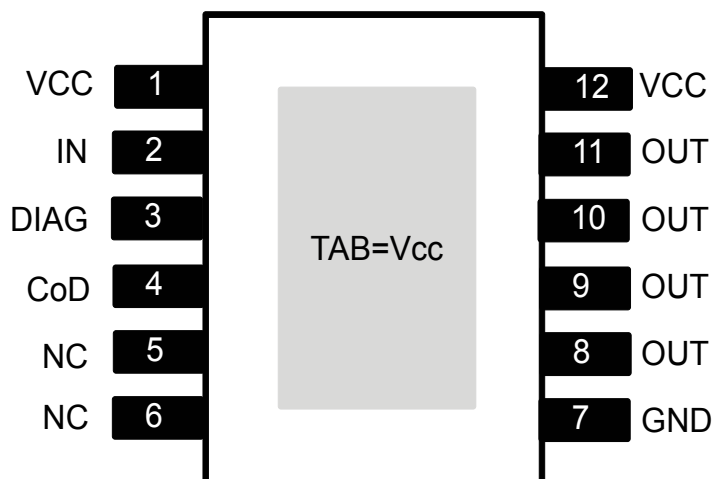 VCC 1 12 VCC
IN 2 11 OUT
DIAG 3 10 OUT
TAB=Vcc
CoD 4 9 OUT
NC 5 8 OUT
NC 6 7 GND